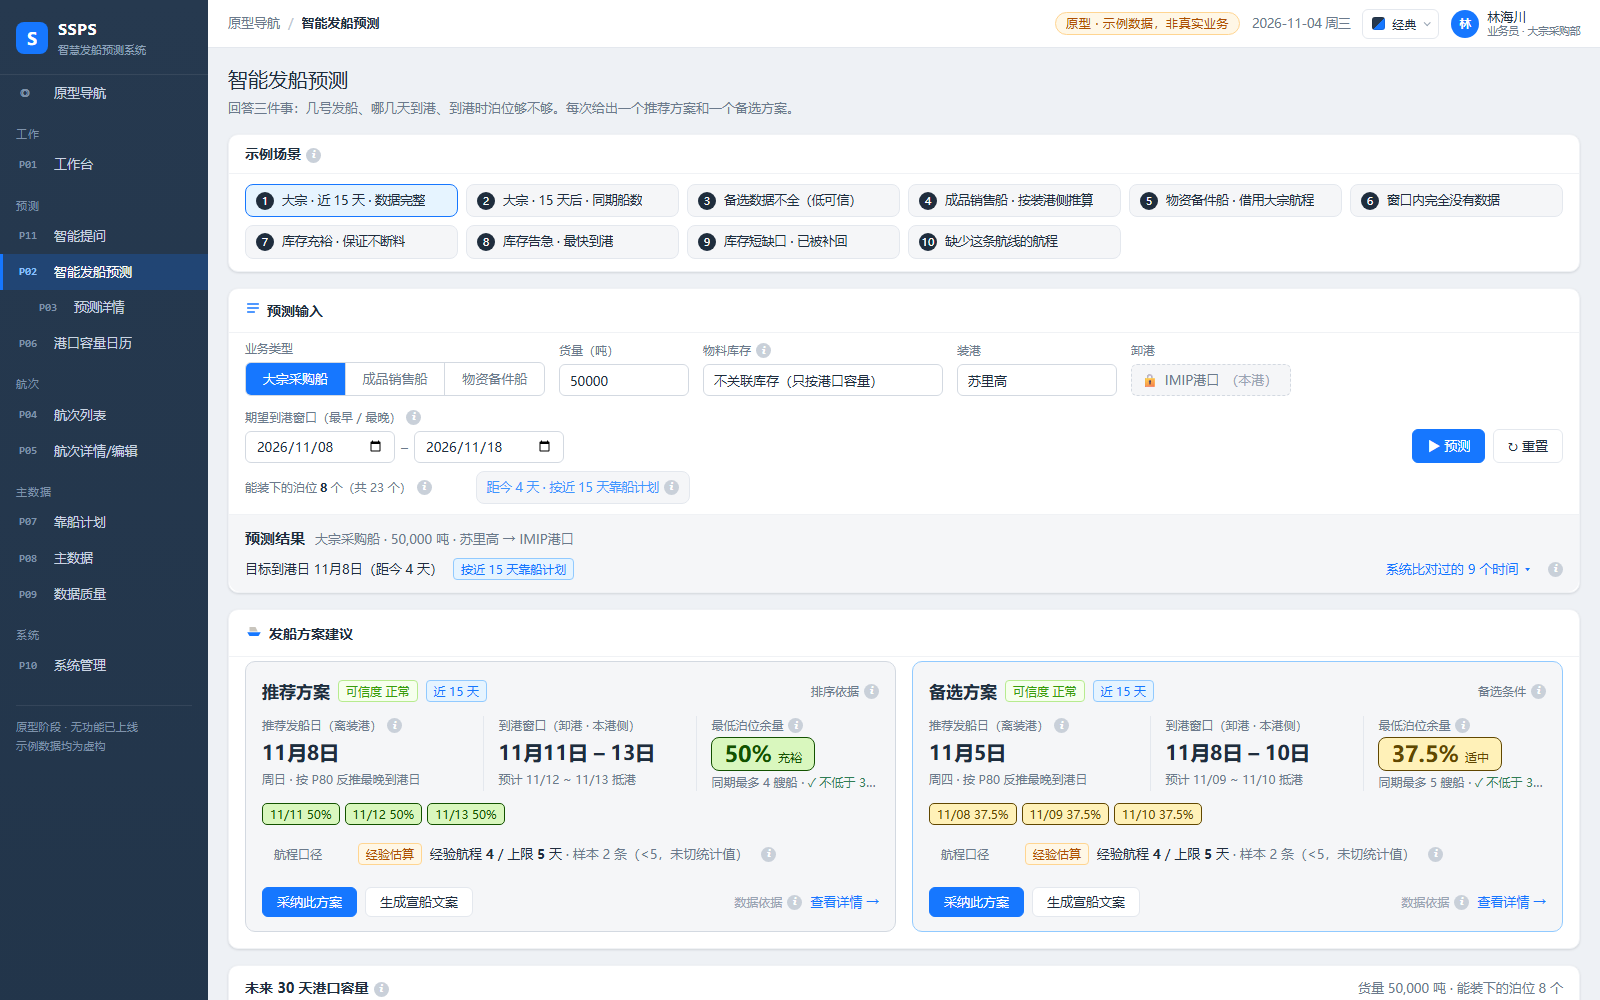 S SSPS
智慧发船预测系统
原型导航
工作
P01 工作台
预测
P11 智能提问
P02 智能发船预测
P03 预测详情
P06 港口容量日历
航次
P04 航次列表
P05 航次详情/编辑
主数据
P07 靠船计划
P08 主数据
P09 数据质量
系统
P10 系统管理
原型阶段 · 无功能已上线
示例数据均为虚构
原型导航 / 智能发船预测
原型 · 示例数据，非真实业务 2026-11-04 周三 经典 林 林海川
业务员 · 大宗采购部
智能发船预测
回答三件事：几号发船、哪几天到港、到港时泊位够不够。每次给出一个推荐方案和一个备选方案。
示例场景
1 大宗 · 近 15 天 · 数据完整
2 大宗 · 15 天后 · 同期船数
3 备选数据不全（低可信）
4 成品销售船 · 按装港侧推算
5 物资备件船 · 借用大宗航程
6 窗口内完全没有数据
7 库存充裕 · 保证不断料
8 库存告急 · 最快到港
9 库存短缺口 · 已被补回
10 缺少这条航线的航程
预测输入
业务类型 货量（吨） 物料库存 装港 卸港
大宗采购船 成品销售船 物资备件船 50000 不关联库存（只按港口容量） 苏里高 IMIP港口 （本港）
期望到港窗口（最早 / 最晚）
2026/11/08 – 2026/11/18 ▶ 预测 ↻ 重置
能装下的泊位 8 个（共 23 个） 距今 4 天 · 按近 15 天靠船计划
预测结果 大宗采购船 · 50,000 吨 · 苏里高 → IMIP港口
目标到港日 11月8日（距今 4 天） 按近 15 天靠船计划 系统比对过的 9 个时间
发船方案建议
推荐方案 可信度 正常 近 15 天 排序依据
推荐发船日（离装港） 到港窗口（卸港 · 本港侧） 最低泊位余量
11月8日 11月11日 – 13日 50% 充裕
周日 · 按 P80 反推最晚到港日 预计 11/12 ~ 11/13 抵港 同期最多 4 艘船 · ✓ 不低于 3...
11/11 50% 11/12 50% 11/13 50%
航程口径 经验估算 经验航程 4 / 上限 5 天 · 样本 2 条（<5，未切统计值）
采纳此方案 生成宣船文案 数据依据 查看详情 →
备选方案 可信度 正常 近 15 天 备选条件
推荐发船日（离装港） 到港窗口（卸港 · 本港侧） 最低泊位余量
11月5日 11月8日 – 10日 37.5% 适中
周四 · 按 P80 反推最晚到港日 预计 11/09 ~ 11/10 抵港 同期最多 5 艘船 · ✓ 不低于 3...
11/08 37.5% 11/09 37.5% 11/10 37.5%
航程口径 经验估算 经验航程 4 / 上限 5 天 · 样本 2 条（<5，未切统计值）
采纳此方案 生成宣船文案 数据依据 查看详情 →
未来 30 天港口容量 货量 50,000 吨 · 能装下的泊位 8 个